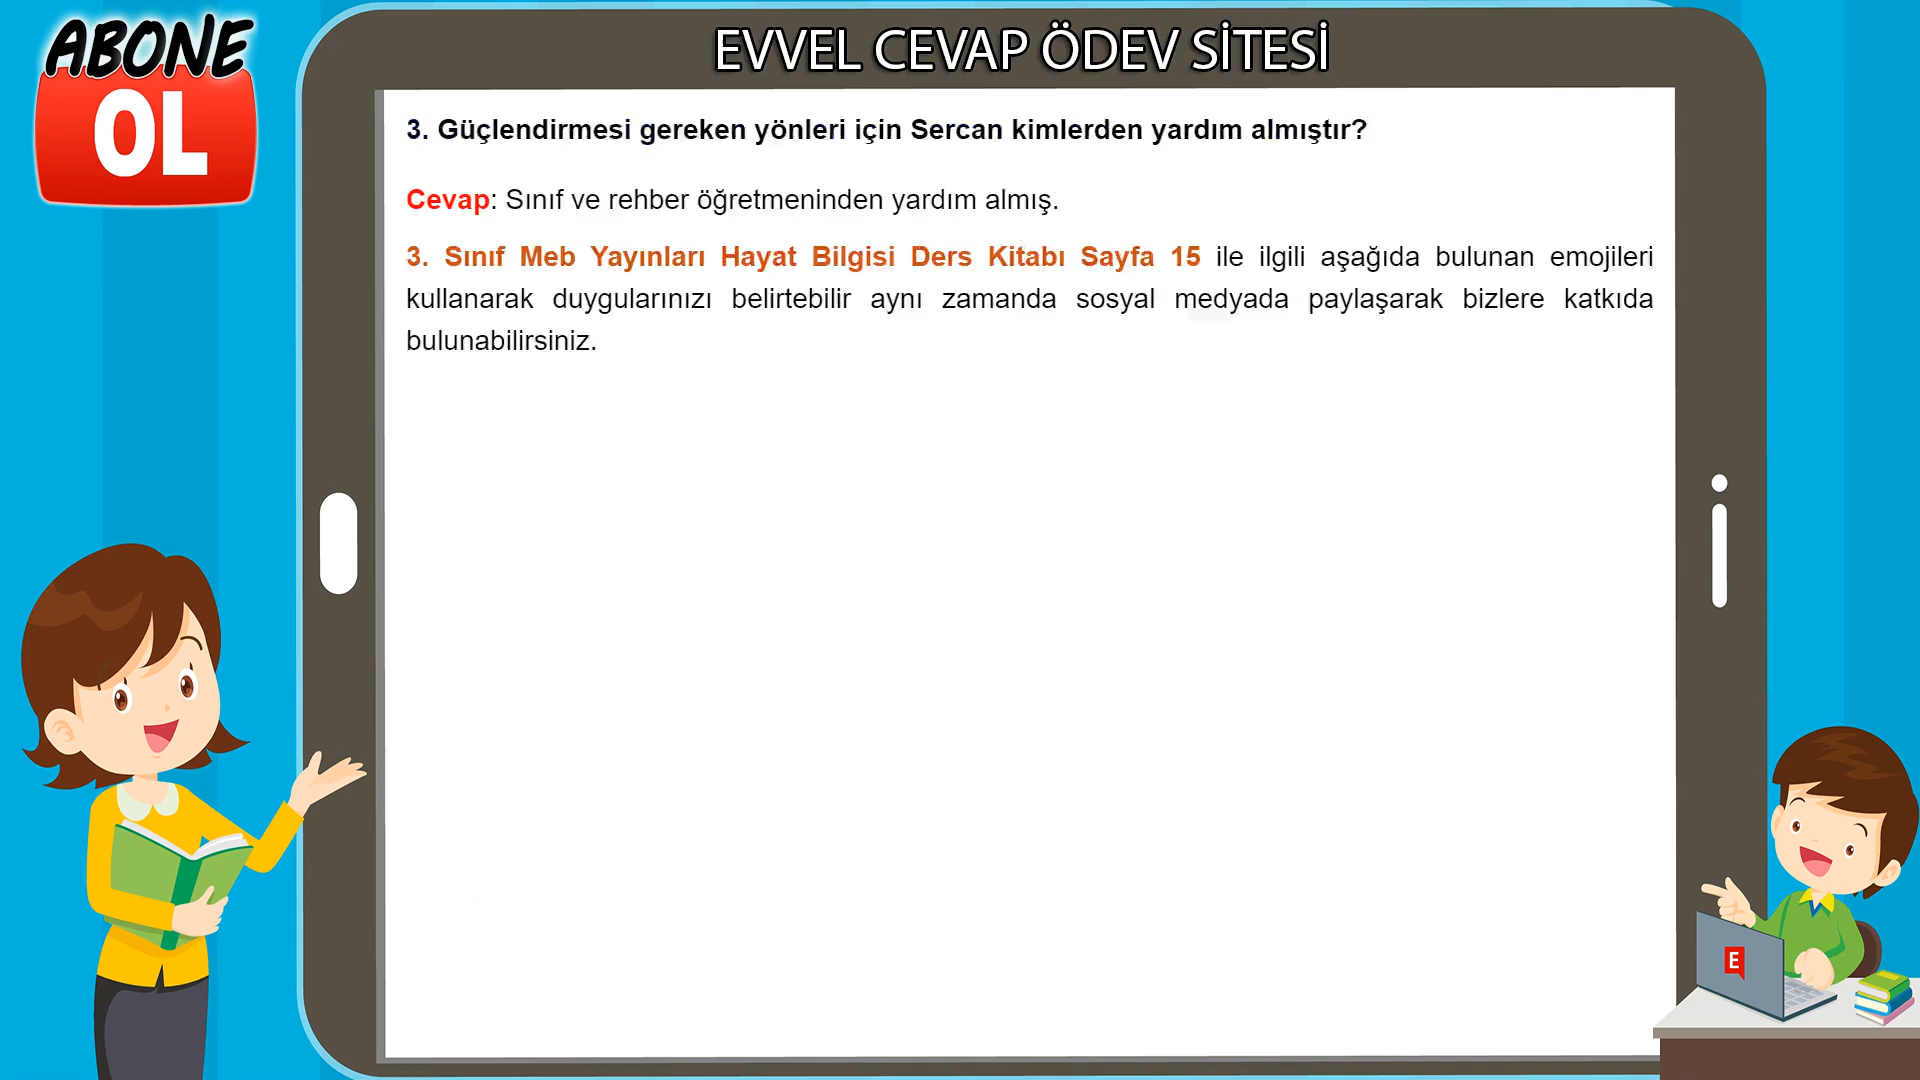 ABONE
OL
EVVEL CEVAP ÖDEV SİTESİ
3. Güçlendirmesi gereken yönleri için Sercan kimlerden yardım almıştır?
Cevap: Sınıf ve rehber öğretmeninden yardım almış.
3. Sınıf Meb Yayınları Hayat Bilgisi Ders Kitabı Sayfa 15 ile ilgili aşağıda bulunan emojileri
kullanarak duygularınızı belirtebilir aynı zamanda sosyal medyada paylaşarak bizlere katkıda
bulunabilirsiniz.
E